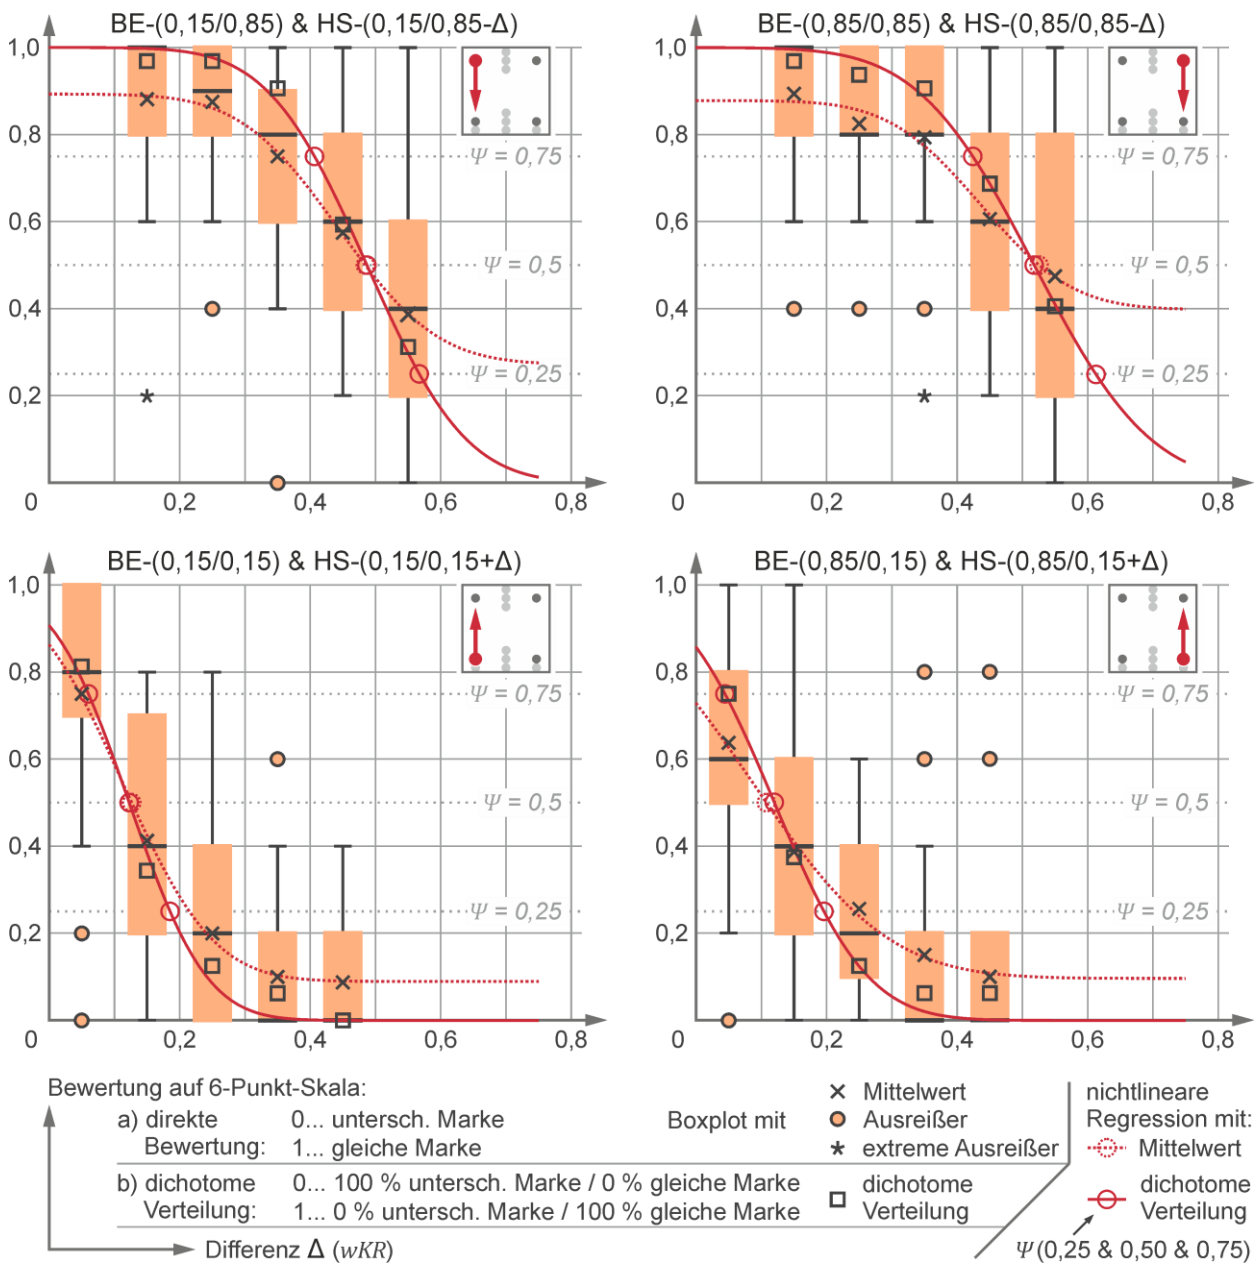 BE-(0,15/0,85) & HS-(0,15/0,85-Δ)
1,0
0,8
0,6
0,4
0,2
0
0,2
0,4
0,6
0,8
Ψ = 0,75
Ψ = 0,5
Ψ = 0,25
BE-(0,85/0,85) & HS-(0,85/0,85-Δ)
1,0
0,8
0,6
0,4
0,2
0
0,2
0,4
0,6
0,8
Ψ = 0,75
Ψ = 0,5
Ψ = 0,25
BE-(0,15/0,15) & HS-(0,15/0,15+Δ)
1,0
0,8
0,6
0,4
0,2
0
0,2
0,4
0,6
0,8
Ψ = 0,75
Ψ = 0,5
Ψ = 0,25
BE-(0,85/0,15) & HS-(0,85/0,15+Δ)
1,0
0,8
0,6
0,4
0,2
0
0,2
0,4
0,6
0,8
Ψ = 0,75
Ψ = 0,5
Ψ = 0,25
Bewertung auf 6-Punkt-Skala:
a) direkte 0... untersch. Marke
Bewertung: 1... gleiche Marke
b) dichotome 0... 100 % untersch. Marke / 0 % gleiche Marke
Verteilung: 1... 0 % untersch. Marke / 100 % gleiche Marke
Differenz Δ (wKR)
Boxplot mit
Mittelwert
Ausreißer
extreme Ausreißer
dichotome
Verteilung
nichtlineare
Regression mit:
Mittelwert
dichotome
Verteilung
Ψ(0,25 & 0,50 & 0,75)